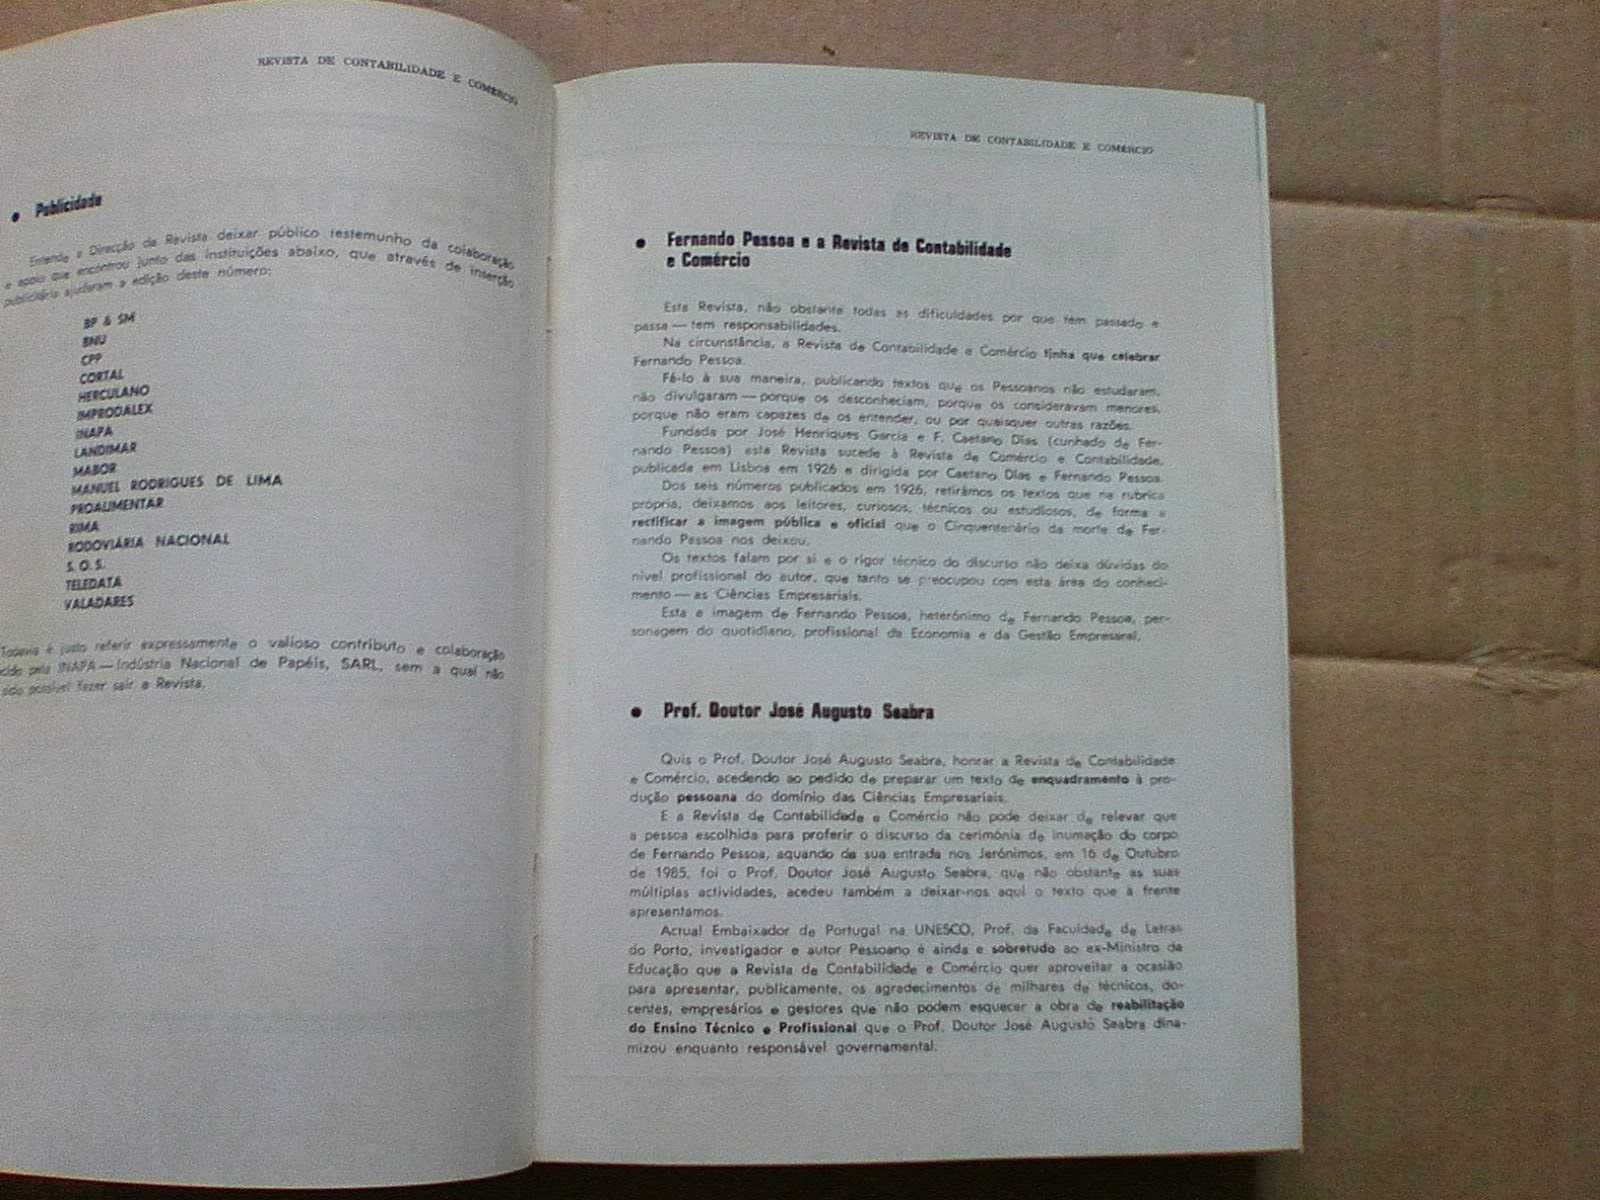 REVISTA DE CONTABILIDADE E COMÉRCIO
• Publicidade
Entende a Direcção da Revista deixar público testemunho da colaboração
e apoio que encontrou junto das instituições abaixo, que através de inserção
publicitária ajudaram a edição deste número:
BP & SM
BNU
CPP
CORTAL
HERCULANO
IMPRODALEX
INAPA
LANDIMAR
MABOR
MANUEL RODRIGUES DE LIMA
PROALIMENTAR
RIMA
RODOVIÁRIA NACIONAL
S. O. S.
TELEDATA
VALADARES
Todavia é justo referir expressamente o valioso contributo e colaboração
pela INAPA — Indústria Nacional de Papéis, SARL, sem a qual não
sido possível fazer sair a Revista.
REVISTA DE CONTABILIDADE E COMÉRCIO
• Fernando Pessoa e a Revista de Contabilidade
e Comércio
Esta Revista, não obstante todas as dificuldades por que tem passado e
passa — tem responsabilidades.
Na circunstância, a Revista de Contabilidade e Comércio tinha que celebrar
Fernando Pessoa.
Fê-lo à sua maneira, publicando textos que os Pessoanos não estudaram,
não divulgaram — porque os desconheciam, porque os consideravam menores,
porque não eram capazes de os entender, ou por quaisquer outras razões.
Fundada por José Henriques Garcia e F. Caetano Dias (cunhado de Fer-
nando Pessoa) esta Revista sucede à Revista de Comércio e Contabilidade,
publicada em Lisboa em 1926 e dirigida por Caetano Dias e Fernando Pessoa.
Dos seis números publicados em 1926, retirámos os textos que na rubrica
própria, deixamos aos leitores, curiosos, técnicos ou estudiosos, de forma a
rectificar a imagem pública e oficial que o Cinquentenário da morte de Fer-
nando Pessoa nos deixou.
Os textos falam por si e o rigor técnico do discurso não deixa dúvidas do
nível profissional do autor, que tanto se preocupou com esta área do conheci-
mento — as Ciências Empresariais.
Esta a imagem de Fernando Pessoa, heterónimo de Fernando Pessoa, per-
sonagem do quotidiano, profissional da Economia e da Gestão Empresaral.
• Prof. Doutor José Augusto Seabra
Quis o Prof. Doutor José Augusto Seabra, honrar a Revista de Contabilidade
e Comércio, acedendo ao pedido de preparar um texto de enquadramento à pro-
dução pessoana do domínio das Ciências Empresariais.
E a Revista de Contabilidade e Comércio não pode deixar de relevar que
a pessoa escolhida para proferir o discurso da cerimónia de inumação do corpo
de Fernando Pessoa, aquando da sua entrada nos Jerónimos, em 16 de Outubro
de 1985, foi o Prof. Doutor José Augusto Seabra, que não obstante as suas
múltiplas actividades, acedeu também a deixar-nos aqui o texto que à frente
apresentamos.
Actual Embaixador de Portugal na UNESCO, Prof. da Faculdade de Letras
do Porto, investigador e autor Pessoano é ainda e sobretudo ao ex-Ministro da
Educação que a Revista de Contabilidade e Comércio quer aproveitar a ocasião
para apresentar, publicamente, os agradecimentos de milhares de técnicos, do-
centes, empresários e gestores que não podem esquecer a obra de reabilitação
do Ensino Técnico e Profissional que o Prof. Doutor José Augusto Seabra dina-
mizou enquanto responsável governamental.